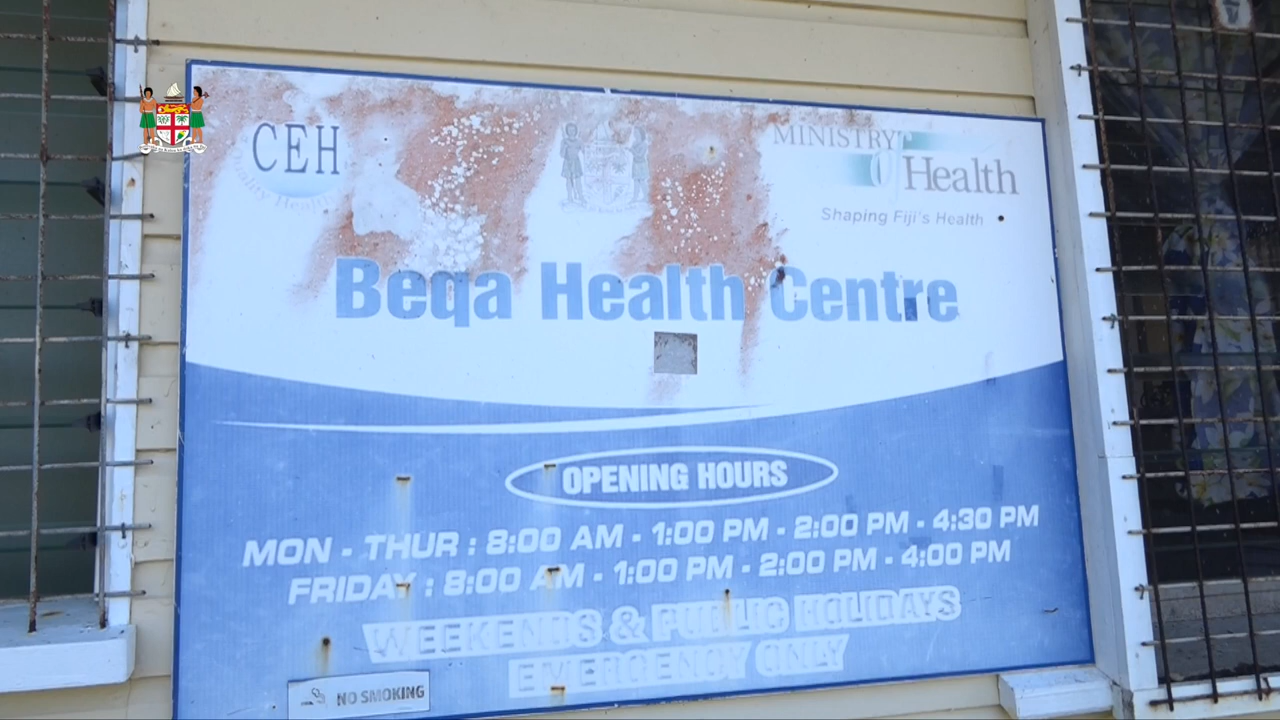 CEH
MINISTRY of
Health
Shaping Fiji's Health
Beqa Health Centre
OPENING HOURS
MON - THUR : 8:00 AM - 1:00 PM - 2:00 PM - 4:30 PM
FRIDAY : 8:00 AM - 1:00 PM - 2:00 PM - 4:00 PM
WEEKENDS & PUBLIC HOLIDAYS
EMERGENCY ONLY
NO SMOKING